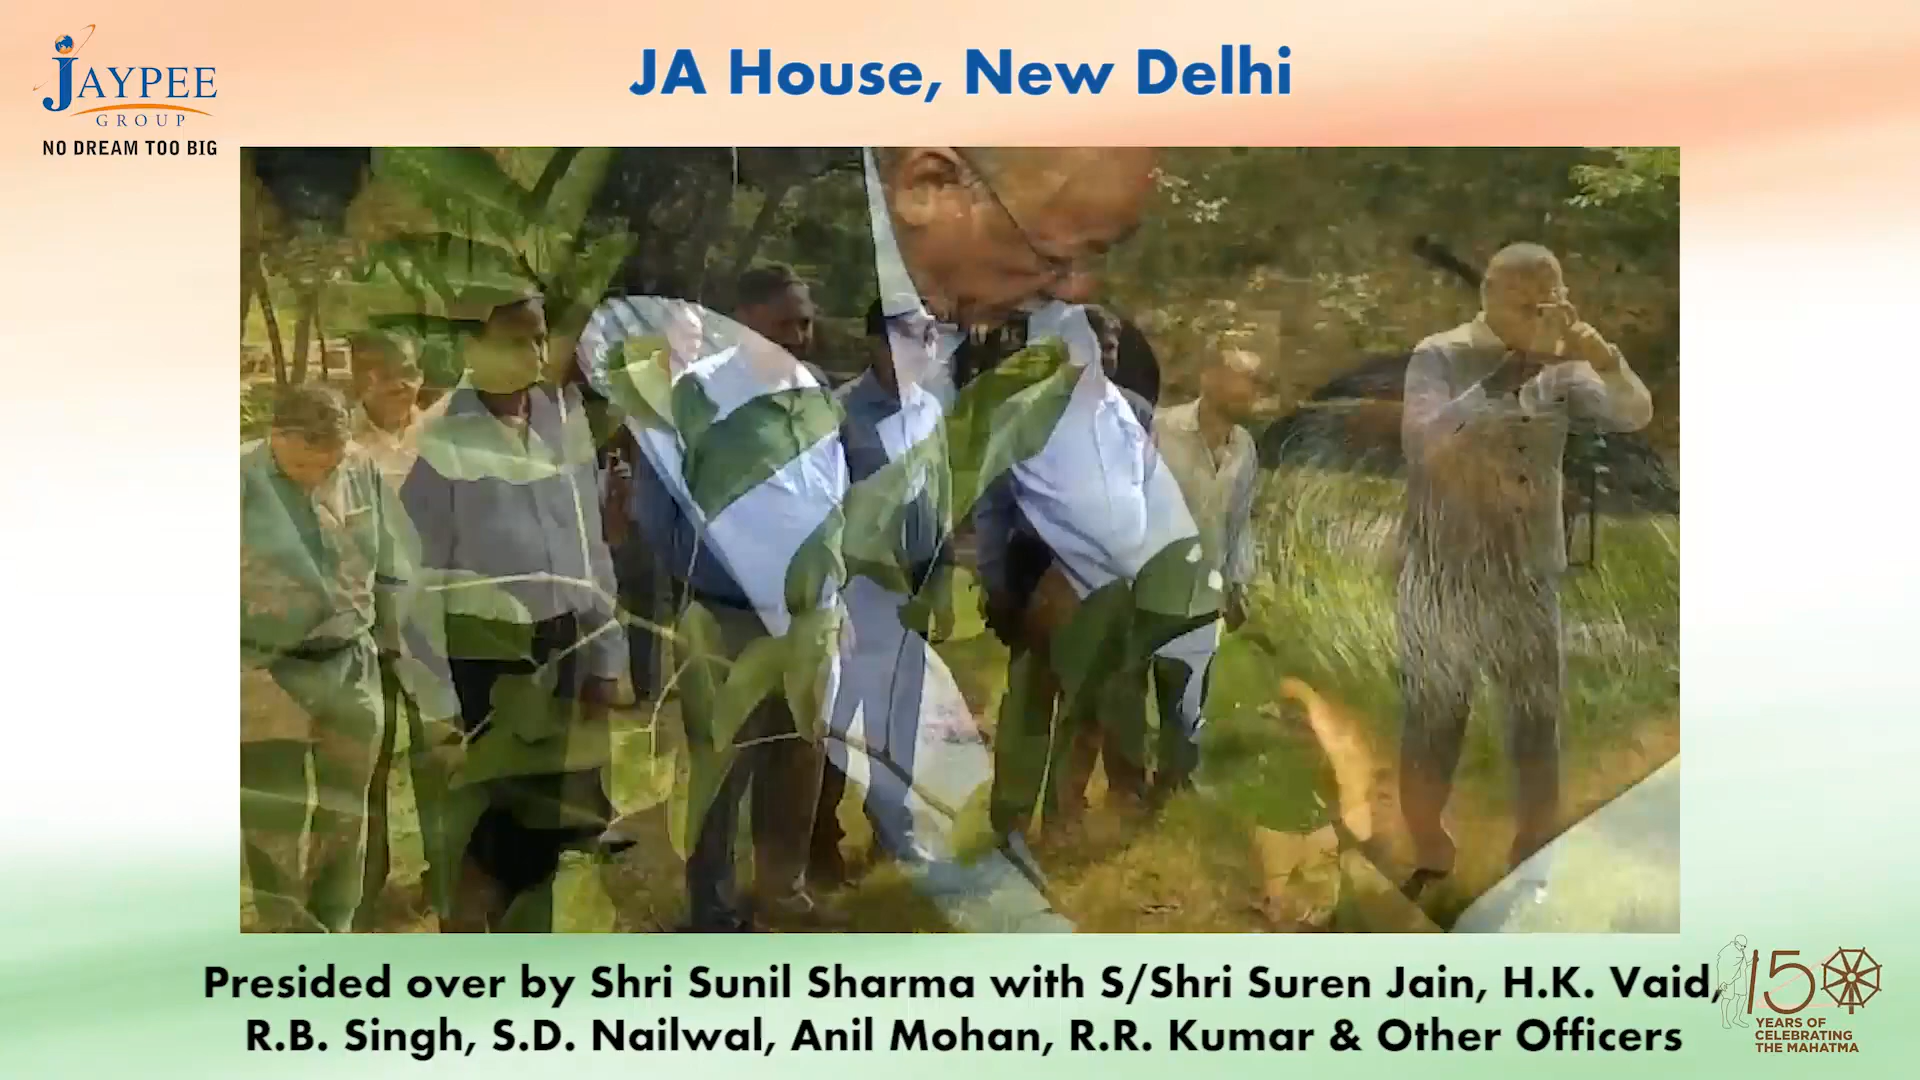 JAYPEE
GROUP
NO DREAM TOO BIG
JA House, New Delhi
Presided over by Shri Sunil Sharma with S/Shri Suren Jain, H.K. Vaid,
R.B. Singh, S.D. Nailwal, Anil Mohan, R.R. Kumar & Other Officers
150
YEARS OF
CELEBRATING
THE MAHATMA